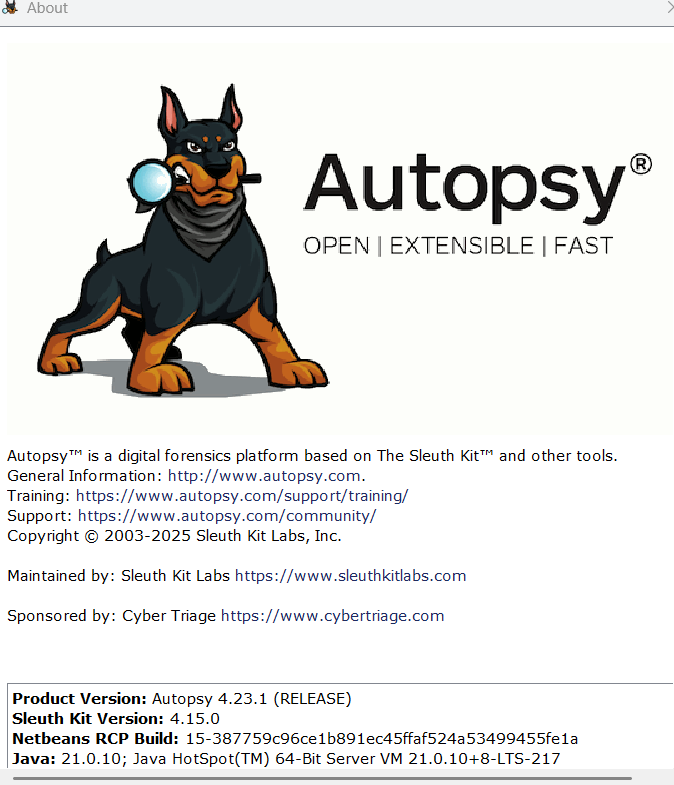 About
Autopsy®
OPEN | EXTENSIBLE | FAST
Autopsy™ is a digital forensics platform based on The Sleuth Kit™ and other tools.
General Information: http://www.autopsy.com.
Training: https://www.autopsy.com/support/training/
Support: https://www.autopsy.com/community/
Copyright © 2003-2025 Sleuth Kit Labs, Inc.
Maintained by: Sleuth Kit Labs https://www.sleuthkitlabs.com
Sponsored by: Cyber Triage https://www.cybertriage.com
Product Version: Autopsy 4.23.1 (RELEASE)
Sleuth Kit Version: 4.15.0
Netbeans RCP Build: 15-387759c96ce1b891ec45ffaf524a53499455fe1a
Java: 21.0.10; Java HotSpot(TM) 64-Bit Server VM 21.0.10+8-LTS-217